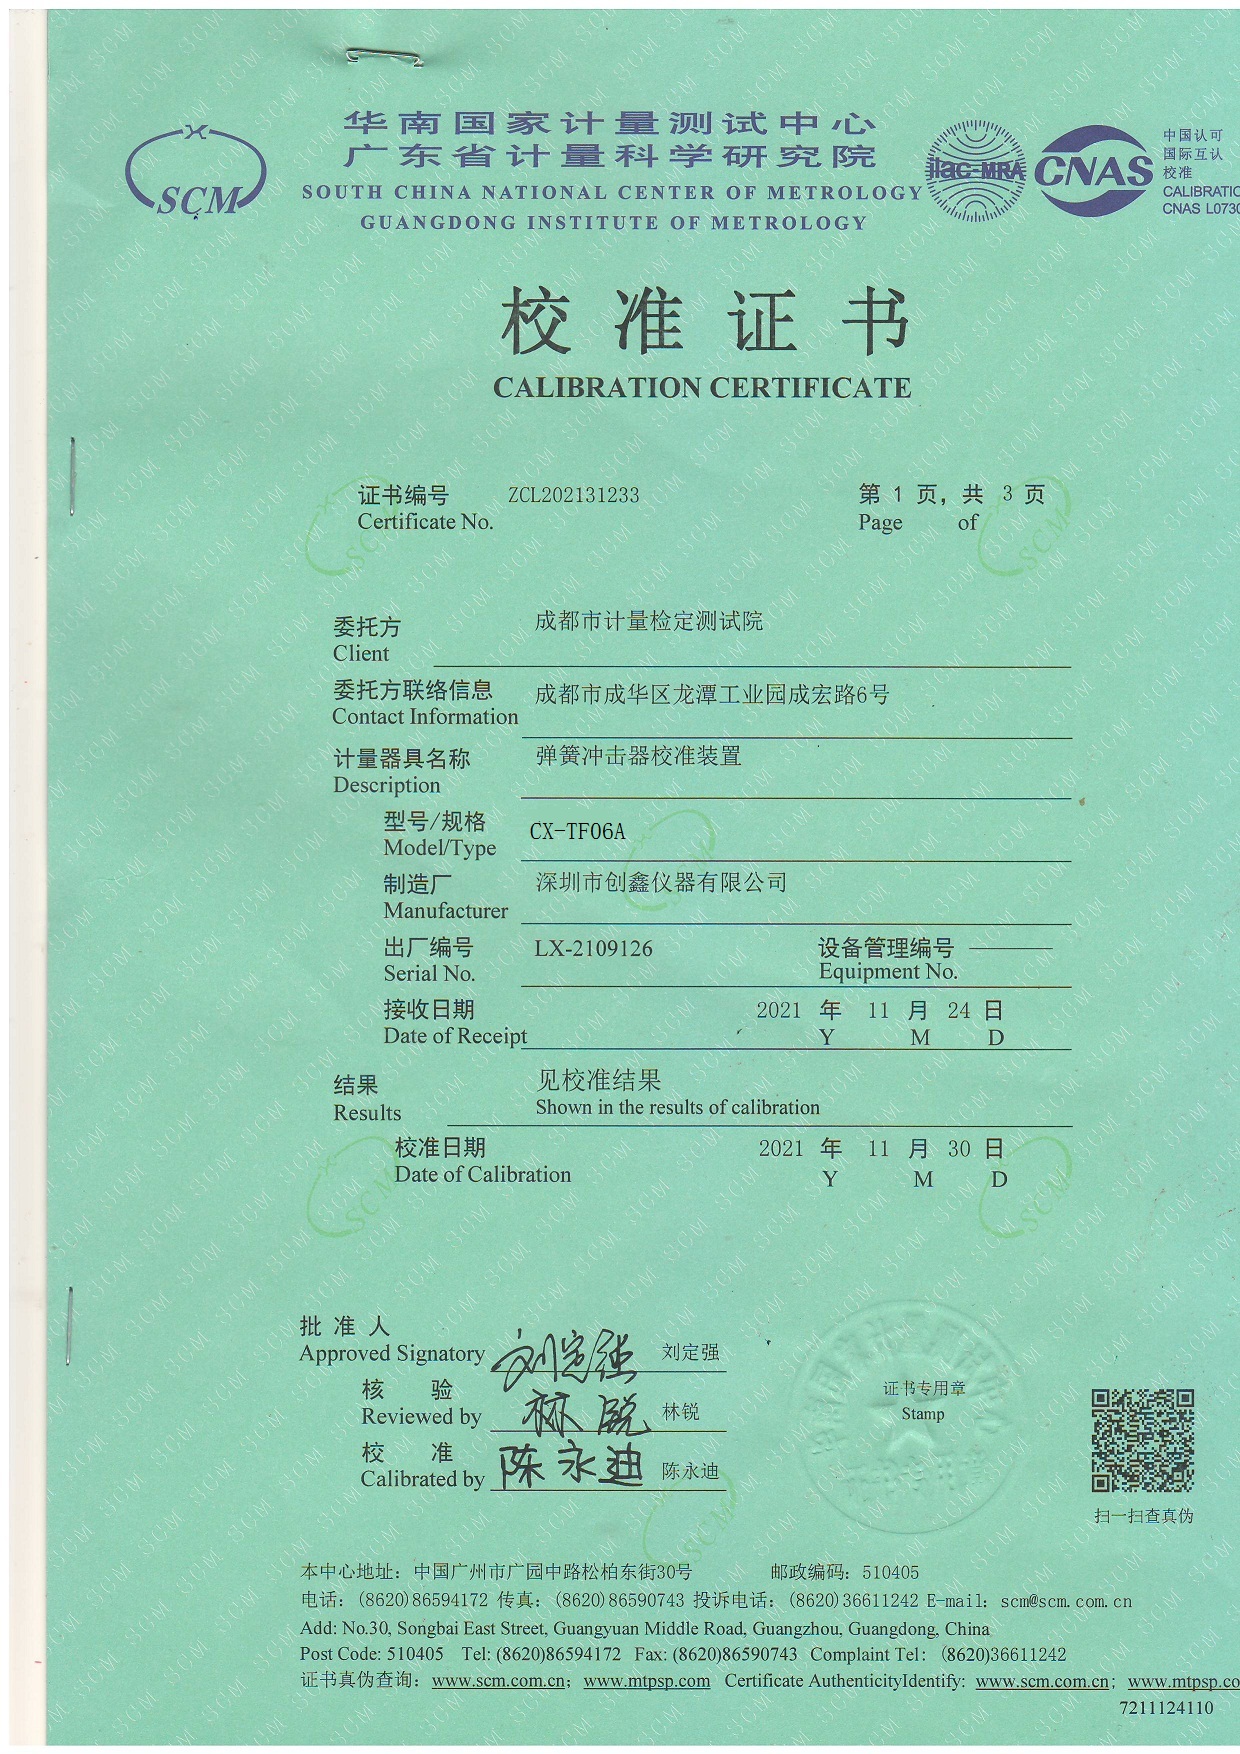 华南国家计量测试中心
广东省计量科学研究院
SOUTH CHINA NATIONAL CENTER OF METROLOGY
GUANGDONG INSTITUTE OF METROLOGY
SCM
ilac-MRA
CNAS
中国认可
国际互认
校准
CALIBRATIO
CNAS L0730
校准证书
CALIBRATION CERTIFICATE
证书编号 ZCL202131233 第 1 页，共 3 页
Certificate No. Page of
委托方 成都市计量检定测试院
Client
委托方联络信息 成都市成华区龙潭工业园成宏路6号
Contact Information
计量器具名称 弹簧冲击器校准装置
Description
型号/规格 CX-TF06A
Model/Type
制造厂 深圳市创鑫仪器有限公司
Manufacturer
出厂编号 LX-2109126 设备管理编号 ————
Serial No. Equipment No.
接收日期 2021 年 11 月 24 日
Date of Receipt Y M D
结果 见校准结果
Results Shown in the results of calibration
校准日期 2021 年 11 月 30 日
Date of Calibration Y M D
批准人 刘定强 刘定强
Approved Signatory
核验 林锐 林锐
Reviewed by
校准 陈永迪 陈永迪
Calibrated by
证书专用章
Stamp
扫一扫查真伪
本中心地址：中国广州市广园中路松柏东街30号 邮政编码：510405
电话：(8620)86594172 传真：(8620)86590743 投诉电话：(8620)36611242 E-mail：scm@scm.com.cn
Add: No.30, Songbai East Street, Guangyuan Middle Road, Guangzhou, Guangdong, China
Post Code: 510405 Tel: (8620)86594172 Fax: (8620)86590743 Complaint Tel: (8620)36611242
证书真伪查询：www.scm.com.cn；www.mtpsp.com Certificate AuthenticityIdentify: www.scm.com.cn; www.mtpsp.co
7211124110